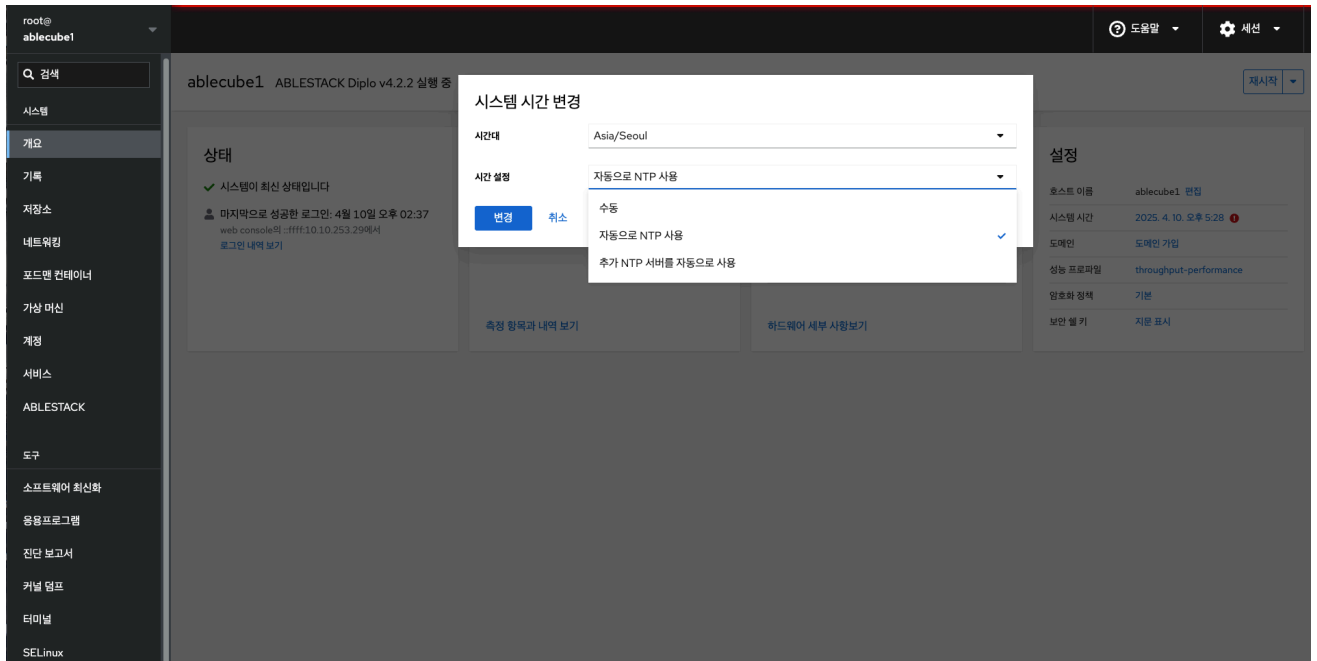 root@
ablecube1
도움말
세션
검색
시스템
개요
기록
저장소
네트워킹
포드맨 컨테이너
가상 머신
계정
서비스
ABLESTACK
도구
소프트웨어 최신화
응용프로그램
진단 보고서
커널 덤프
터미널
SELinux
ablecube1 ABLESTACK Diplo v4.2.2 실행 중
재시작
상태
시스템이 최신 상태입니다
마지막으로 성공한 로그인: 4월 10일 오후 02:37
web console의 ::ffff:10.10.253.29에서
로그인 내역 보기
시스템 시간 변경
시간대 Asia/Seoul
시간 설정 자동으로 NTP 사용
변경 취소
수동
자동으로 NTP 사용
추가 NTP 서버를 자동으로 사용
측정 항목과 내역 보기
하드웨어 세부 사항보기
설정
호스트 이름 ablecube1 편집
시스템 시간 2025. 4. 10. 오후 5:28
도메인 도메인 가입
성능 프로파일 throughput-performance
암호화 정책 기본
보안 쉘 키 지문 표시